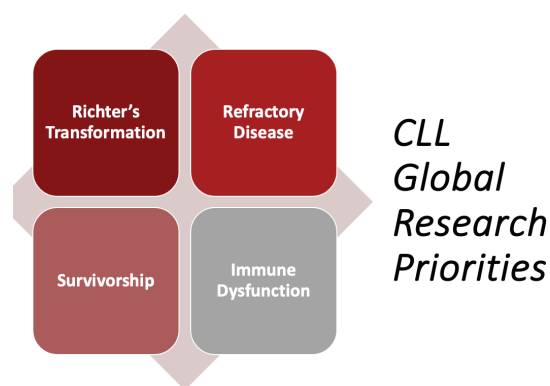 Richter's
Transformation
Refractory
Disease
Survivorship
Immune
Dysfunction
CLL
Global
Research
Priorities